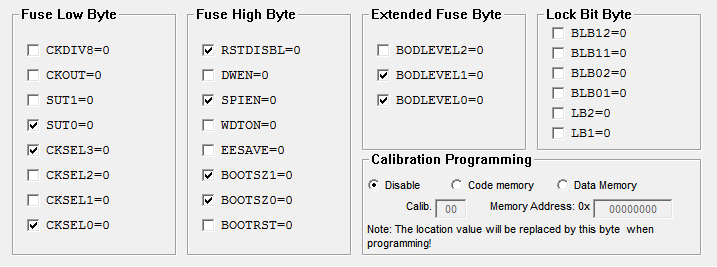 Fuse Low Byte
CKDIV8=0
CKOUT=0
SUT1=0
SUT0=0
CKSEL3=0
CKSEL2=0
CKSEL1=0
CKSEL0=0
Fuse High Byte
RSTDISBL=0
DWEN=0
SPIEN=0
WDTON=0
EESAVE=0
BOOTSZ1=0
BOOTSZ0=0
BOOTRST=0
Extended Fuse Byte
BODLEVEL2=0
BODLEVEL1=0
BODLEVEL0=0
Lock Bit Byte
BLB12=0
BLB11=0
BLB02=0
BLB01=0
LB2=0
LB1=0
Calibration Programming
Disable Code memory Data Memory
Calib. 00 Memory Address: 0x 00000000
Note: The location value will be replaced by this byte when
programming!